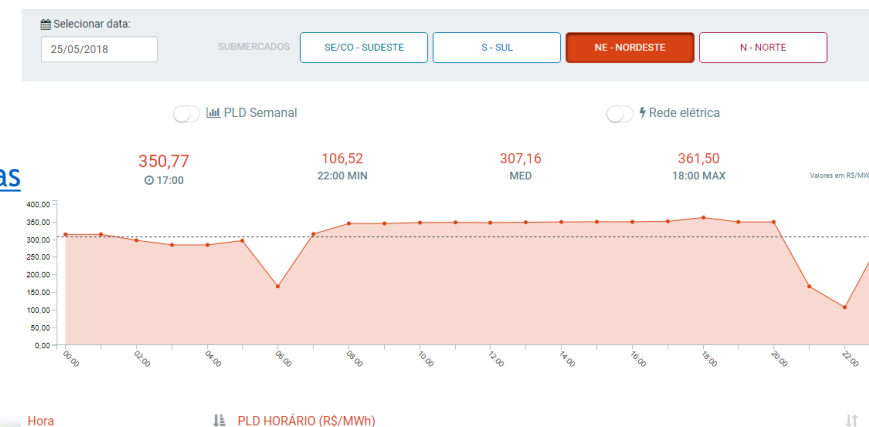 Selecionar data:
25/05/2018
SUBMERCADOS
SE/CO - SUDESTE
S - SUL
NE - NORDESTE
N - NORTE
PLD Semanal
Rede elétrica
as
350,77
17:00
106,52
22:00 MIN
307,16
MED
361,50
18:00 MAX
Valores em R$/MW
400,00
350,00
300,00
250,00
200,00
150,00
100,00
50,00
0,00
00:00
02:00
04:00
06:00
08:00
10:00
12:00
14:00
16:00
18:00
20:00
22:00
Hora
PLD HORÁRIO (R$/MWh)